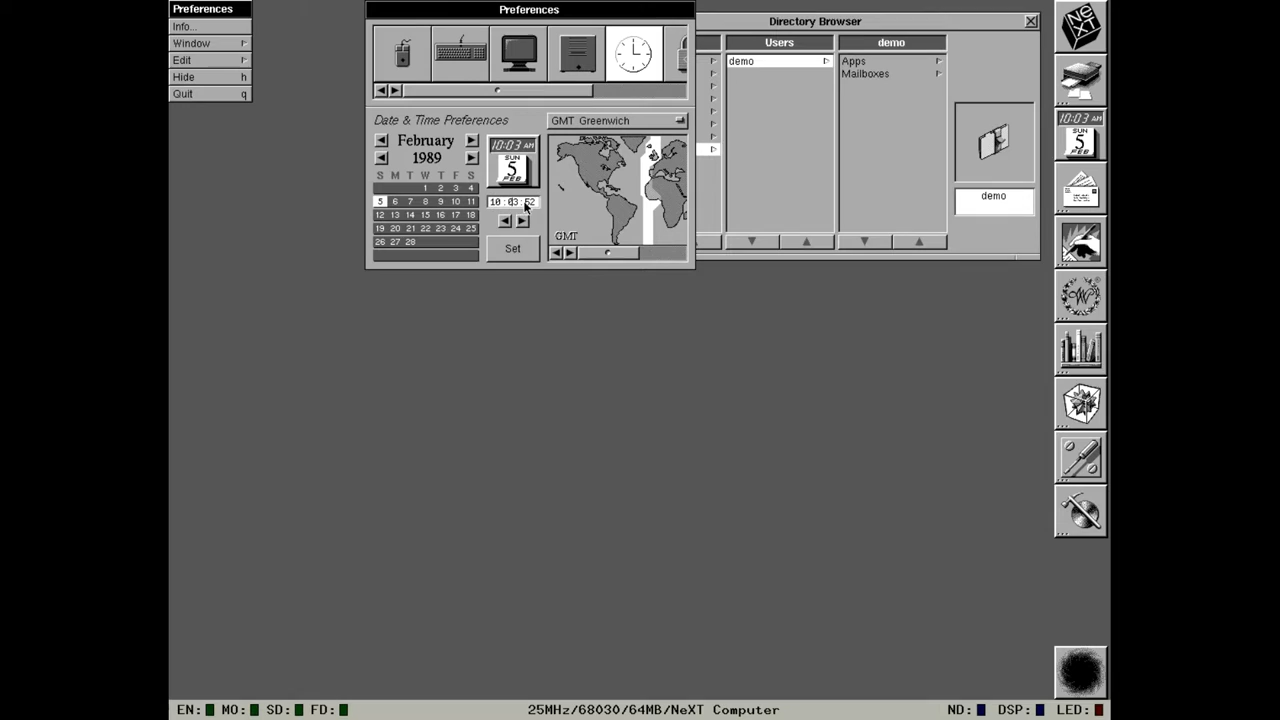 Preferences
Info...
Window
Edit
Hide h
Quit q
Preferences
Date & Time Preferences
February
1989
S M T W T F S
1 2 3 4
5 6 7 8 9 10 11
12 13 14 15 16 17 18
19 20 21 22 23 24 25
26 27 28
10:03 AM
SUN
5
FEB
10:03:52
Set
GMT Greenwich
GMT
Directory Browser
Users
demo
demo
Apps
Mailboxes
demo
NeXT
10:03 AM
SUN
5
FEB
W
EN: MO: SD: FD: 25MHz/68030/64MB/NeXT Computer ND: DSP: LED: